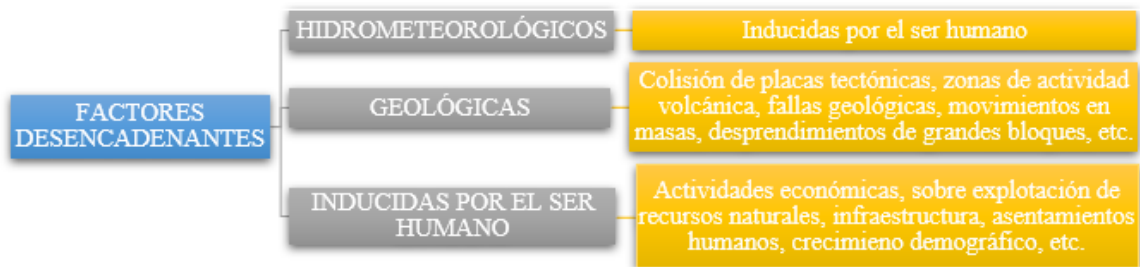 FACTORES
DESENCADENANTES
HIDROMETEOROLÓGICOS
Inducidas por el ser humano
GEOLÓGICAS
Colisión de placas tectónicas, zonas de actividad
volcánica, fallas geológicas, movimientos en
masas, desprendimientos de grandes bloques, etc.
INDUCIDAS POR EL SER
HUMANO
Actividades económicas, sobre explotación de
recursos naturales, infraestructura, asentamientos
humanos, crecimieno demográfico, etc.